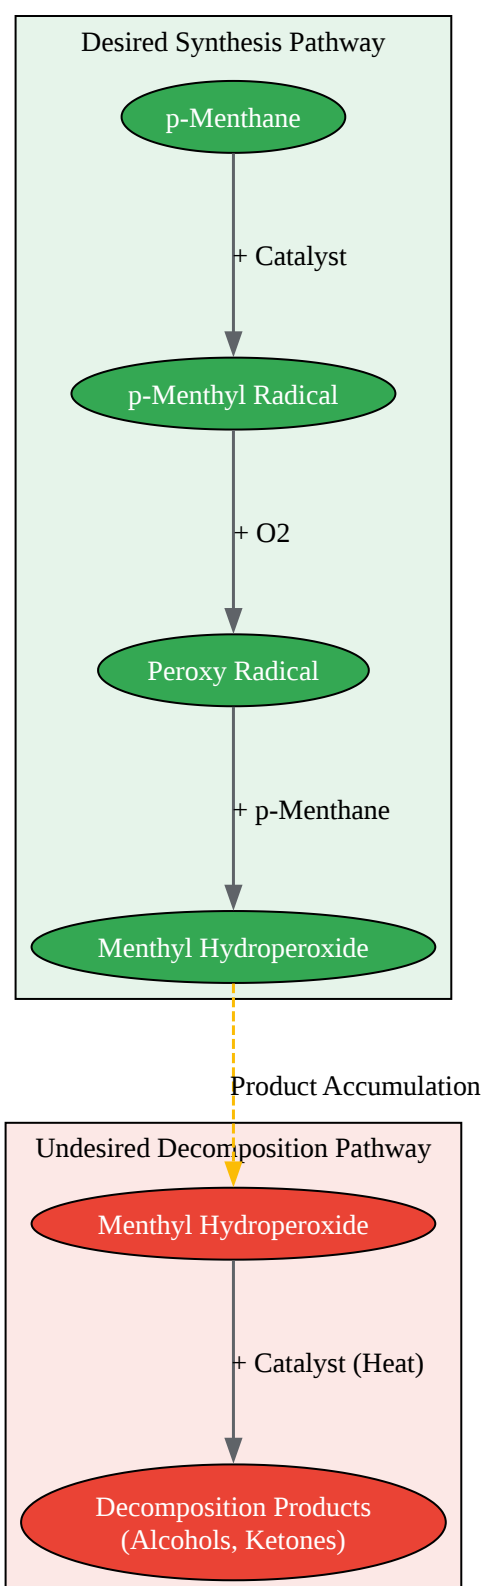 Desired Synthesis Pathway
p-Menthane
+ Catalyst
p-Menthyl Radical
+ O2
Peroxy Radical
+ p-Menthane
Menthyl Hydroperoxide
Product Accumulation
Undesired Decomposition Pathway
Menthyl Hydroperoxide
+ Catalyst (Heat)
Decomposition Products
(Alcohols, Ketones)